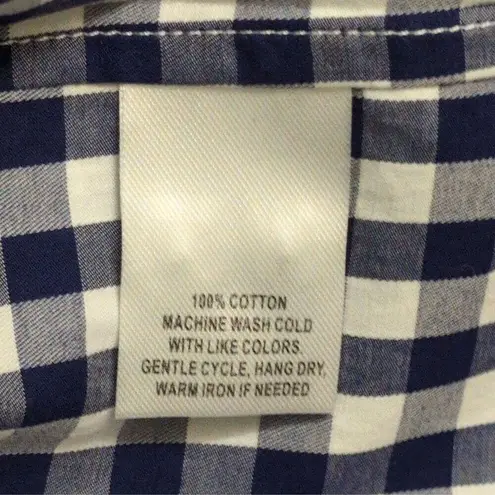 100% COTTON
MACHINE WASH COLD
WITH LIKE COLORS.
GENTLE CYCLE, HANG DRY,
WARM IRON IF NEEDED